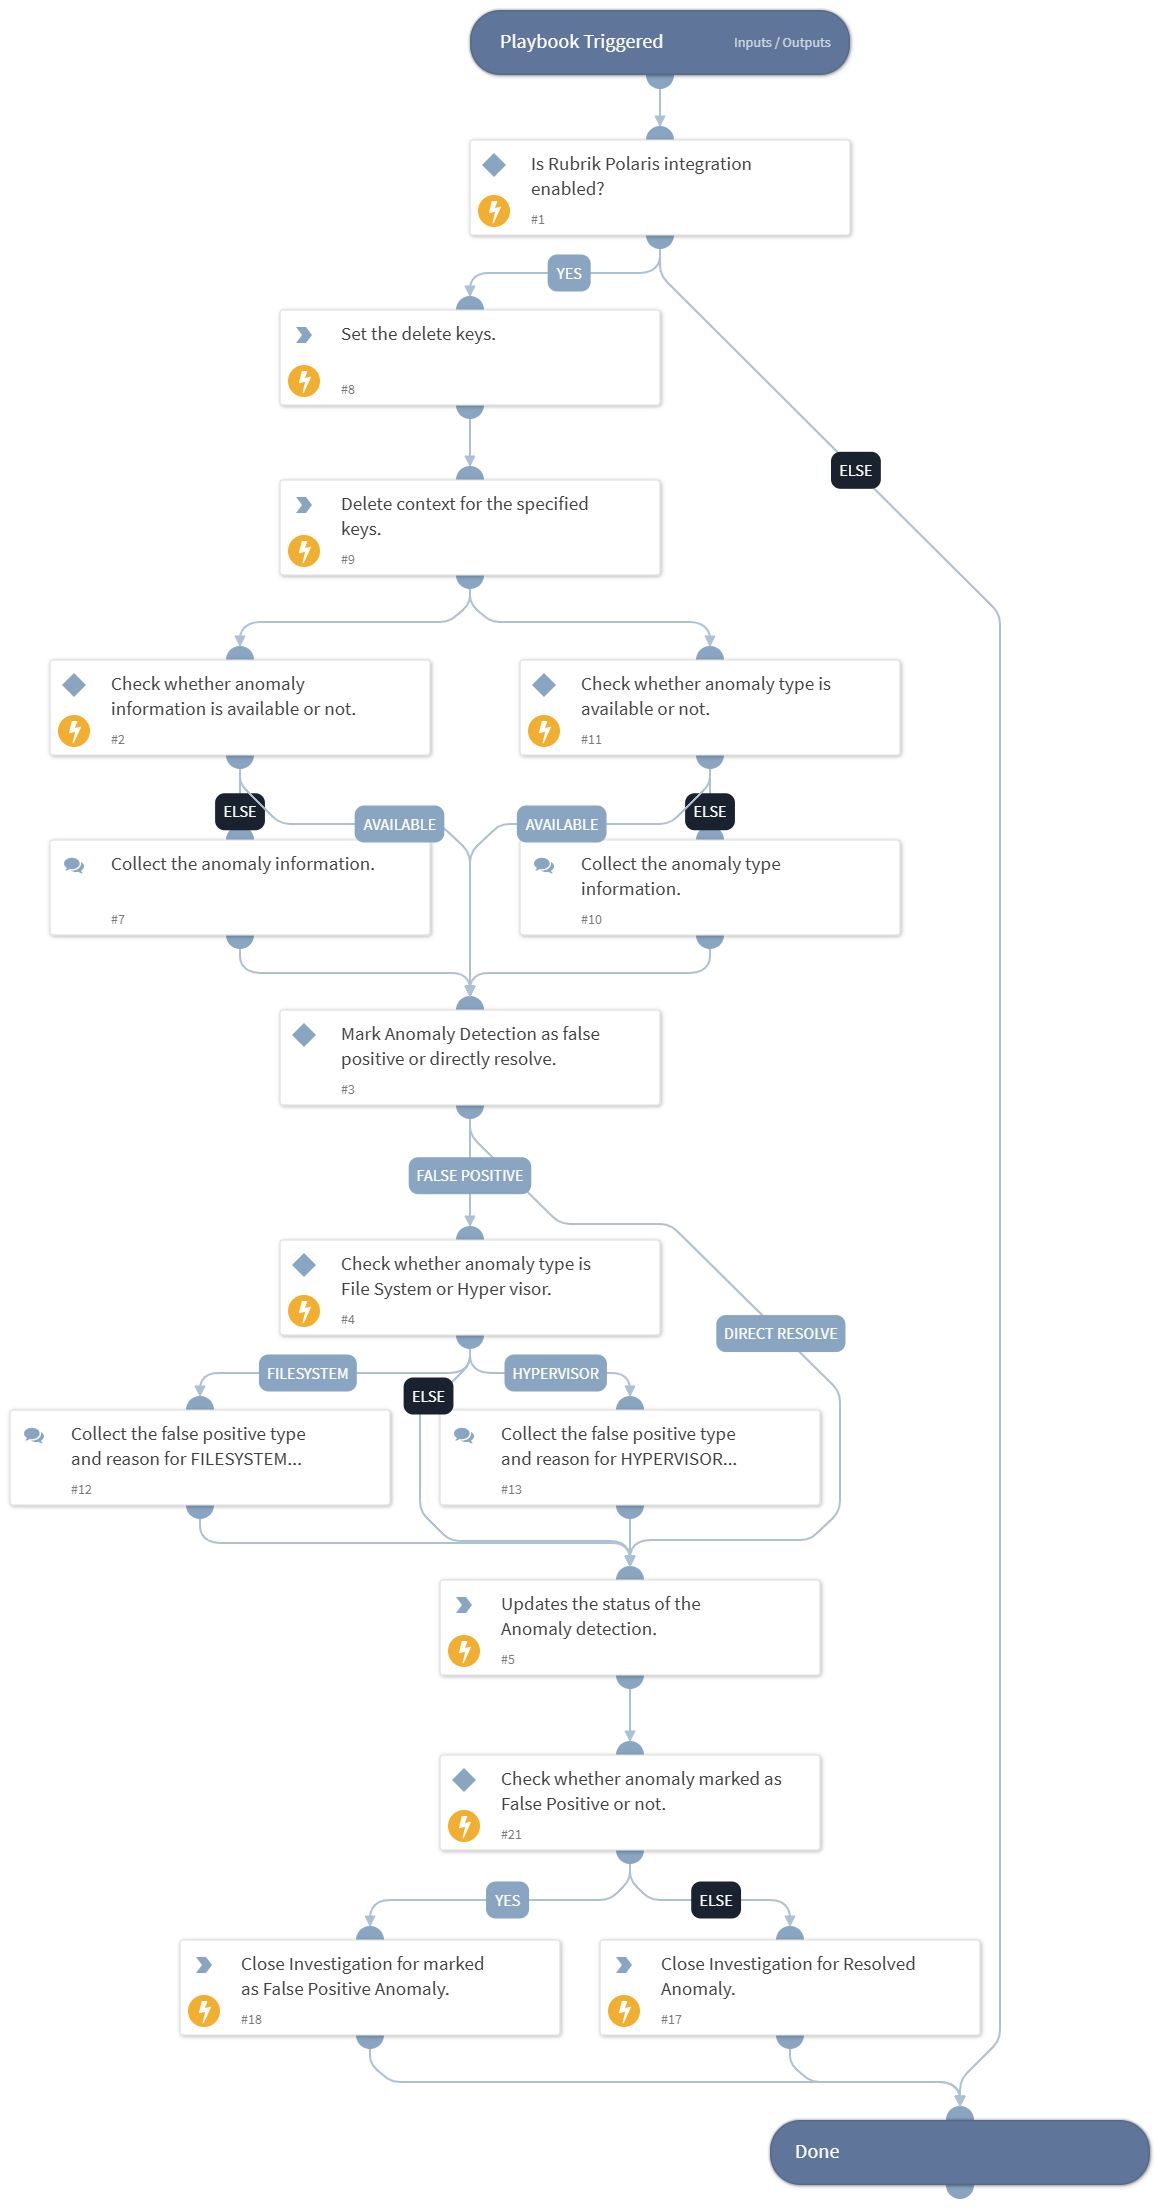 Playbook Triggered
Inputs / Outputs
Is Rubrik Polaris integration
enabled?
#1
YES
Set the delete keys.
#8
ELSE
Delete context for the specified
keys.
#9
Check whether anomaly
information is available or not.
#2
Check whether anomaly type is
available or not.
#11
ELSE
AVAILABLE
AVAILABLE
ELSE
Collect the anomaly information.
#7
Collect the anomaly type
information.
#10
Mark Anomaly Detection as false
positive or directly resolve.
#3
FALSE POSITIVE
Check whether anomaly type is
File System or Hyper visor.
#4
DIRECT RESOLVE
FILESYSTEM
ELSE
HYPERVISOR
Collect the false positive type
and reason for FILESYSTEM...
#12
Collect the false positive type
and reason for HYPERVISOR...
#13
Updates the status of the
Anomaly detection.
#5
Check whether anomaly marked as
False Positive or not.
#21
YES
ELSE
Close Investigation for marked
as False Positive Anomaly.
#18
Close Investigation for Resolved
Anomaly.
#17
Done